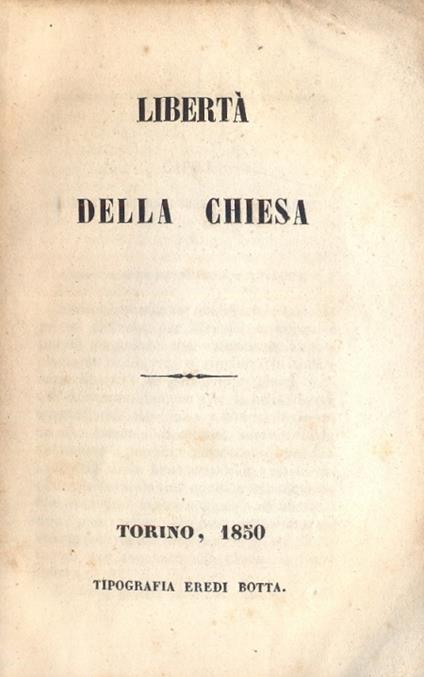 LIBERTÀ
DELLA CHIESA
TORINO, 1850
TIPOGRAFIA EREDI BOTTA.